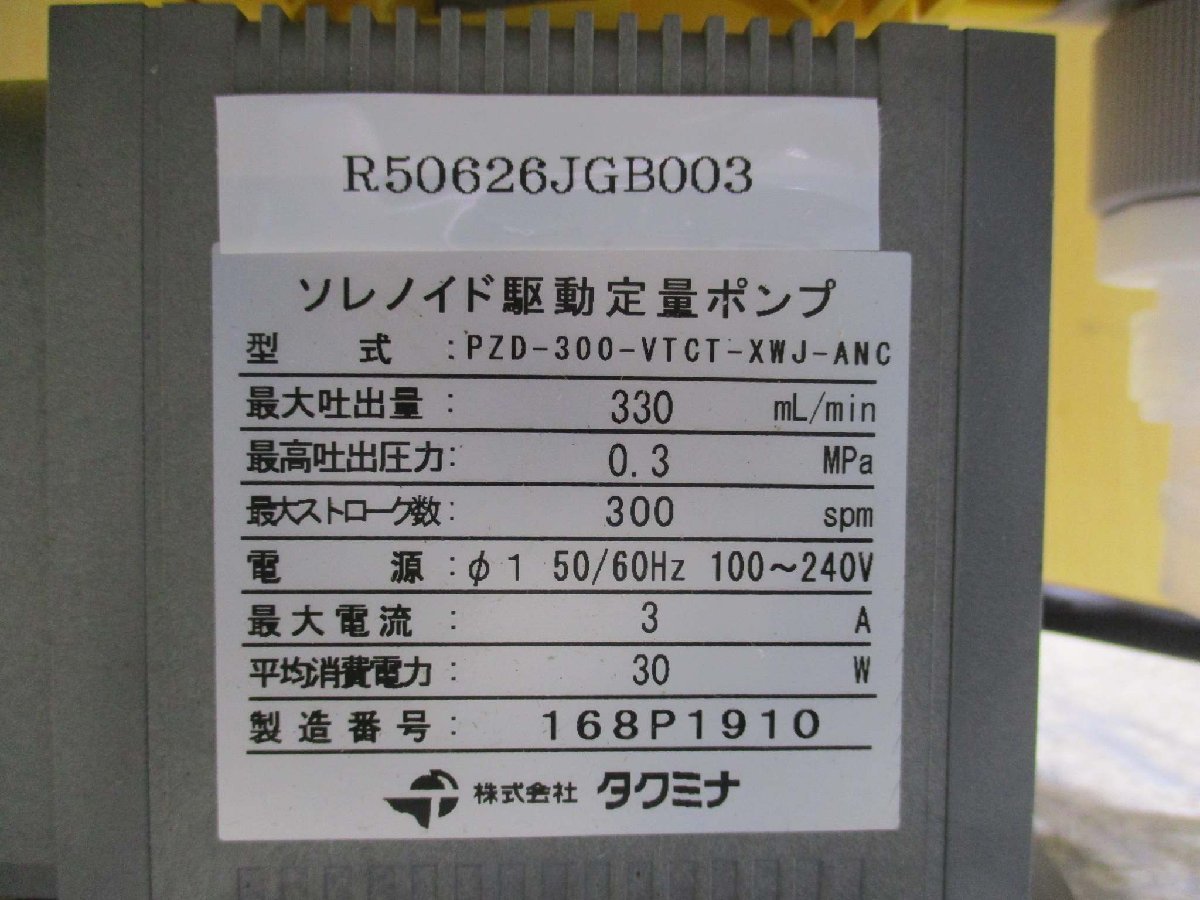 R50626JGB003
ソレノイド駆動定量ポンプ
型 式 : PZD-300-VTCT-XWJ-ANC
最大吐出量 : 330 mL/min
最高吐出圧力 : 0.3 MPa
最大ストローク数 : 300 spm
電 源 : φ1 50/60Hz 100～240V
最大電流 : 3 A
平均消費電力 : 30 W
製造番号 : 168P1910
株式会社 タクミナ